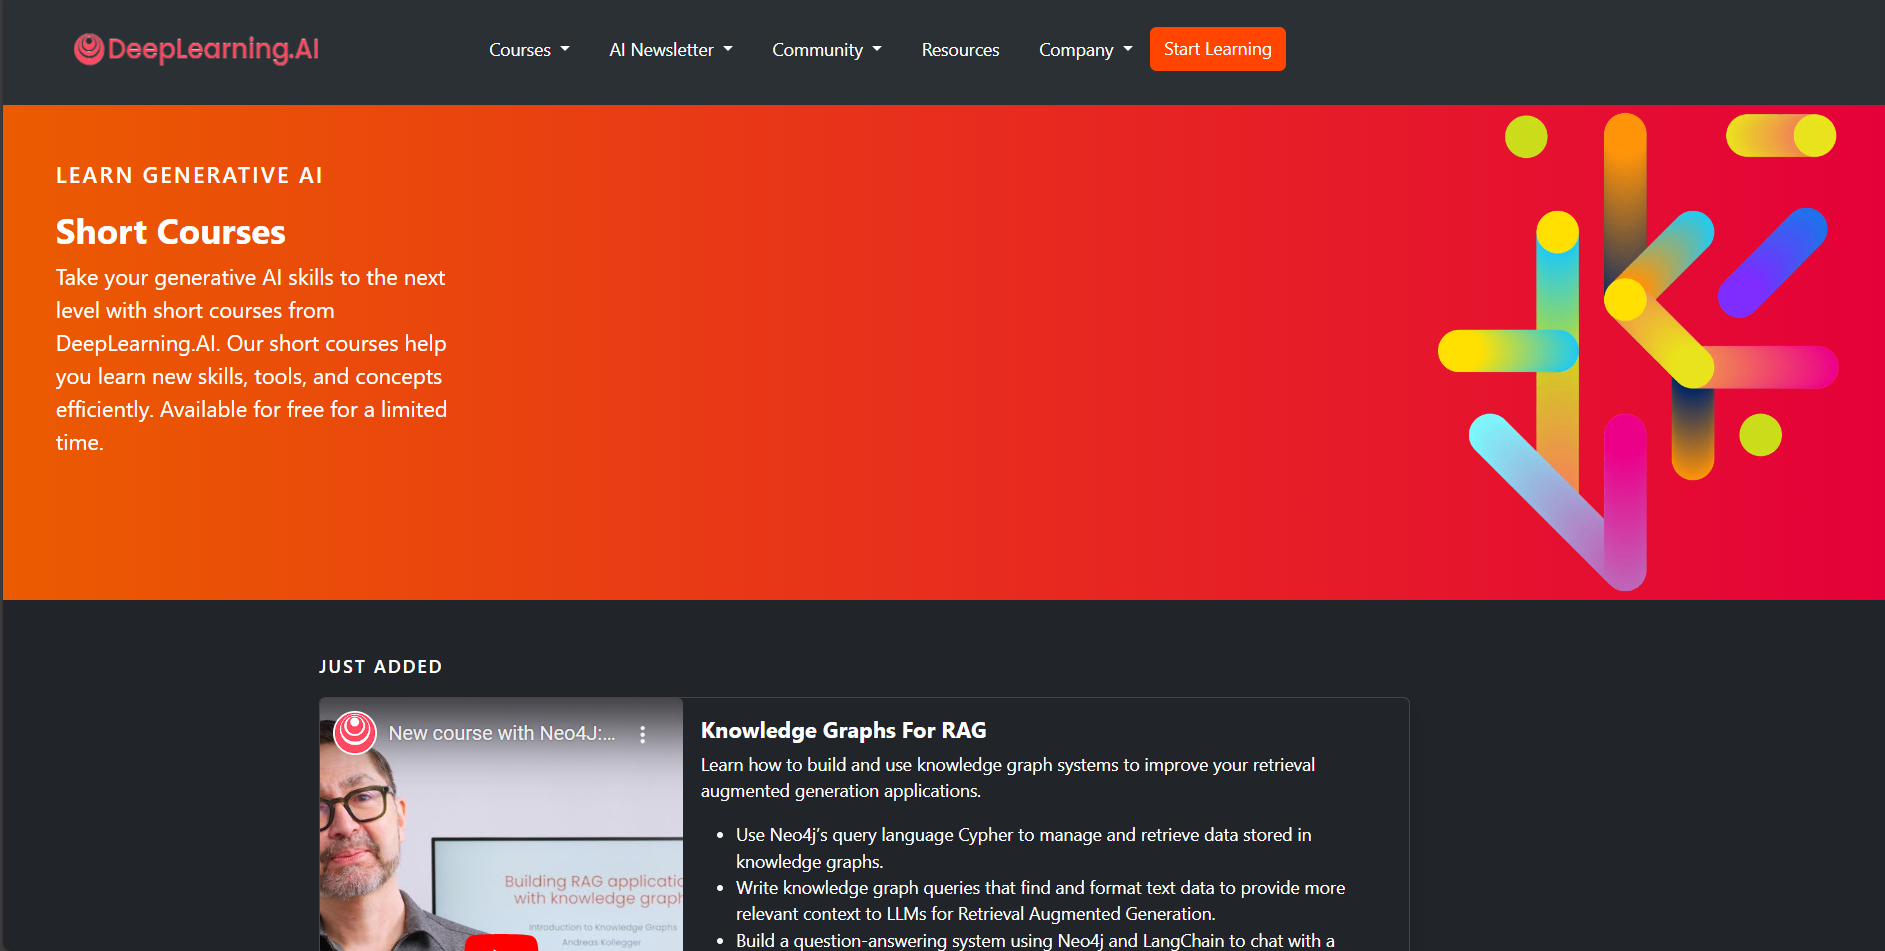 DeepLearning.AI
Courses
AI Newsletter
Community
Resources
Company
Start Learning
LEARN GENERATIVE AI
Short Courses
Take your generative AI skills to the next
level with short courses from
DeepLearning.AI. Our short courses help
you learn new skills, tools, and concepts
efficiently. Available for free for a limited
time.
JUST ADDED
New course with Neo4J:...
Building RAG applicatio
with knowledge graph
Introduction to Knowledge Graphs
Andreas Kollegger
Knowledge Graphs For RAG
Learn how to build and use knowledge graph systems to improve your retrieval
augmented generation applications.
• Use Neo4j’s query language Cypher to manage and retrieve data stored in
knowledge graphs.
• Write knowledge graph queries that find and format text data to provide more
relevant context to LLMs for Retrieval Augmented Generation.
• Build a question-answering system using Neo4j and LangChain to chat with a